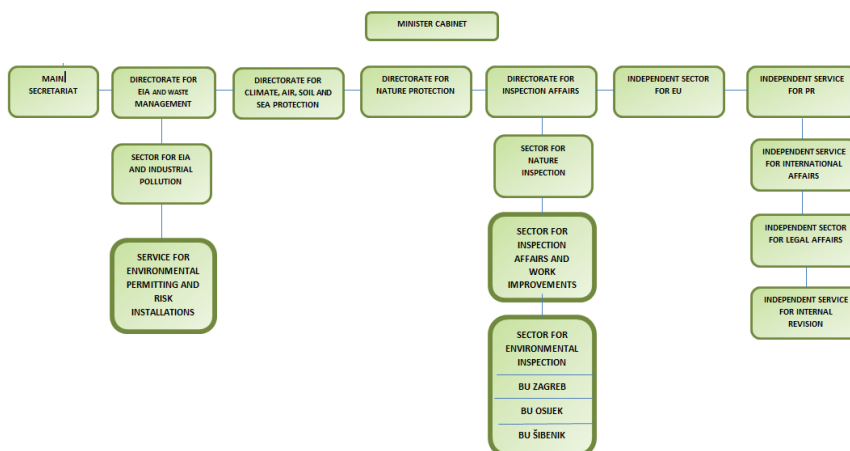 MINISTER CABINET
MAIN
SECRETARIAT
DIRECTORATE FOR
EIA AND WASTE
MANAGEMENT
DIRECTORATE FOR
CLIMATE, AIR, SOIL AND
SEA PROTECTION
DIRECTORATE FOR
NATURE PROTECTION
DIRECTORATE FOR
INSPECTION AFFAIRS
INDEPENDENT SECTOR
FOR EU
INDEPENDENT SERVICE
FOR PR
SECTOR FOR EIA
AND INDUSTRIAL
POLLUTION
SECTOR FOR
NATURE
INSPECTION
INDEPENDENT SERVICE
FOR INTERNATIONAL
AFFAIRS
SERVICE FOR
ENVIRONMENTAL
PERMITTING AND
RISK
INSTALLATIONS
SECTOR FOR
INSPECTION
AFFAIRS AND
WORK
IMPROVEMENTS
INDEPENDENT SECTOR
FOR LEGAL AFFAIRS
SECTOR FOR
ENVIRONMENTAL
INSPECTION
BU ZAGREB
BU OSIJEK
BU ŠIBENIK
INDEPENDENT SERVICE
FOR INTERNAL
REVISION